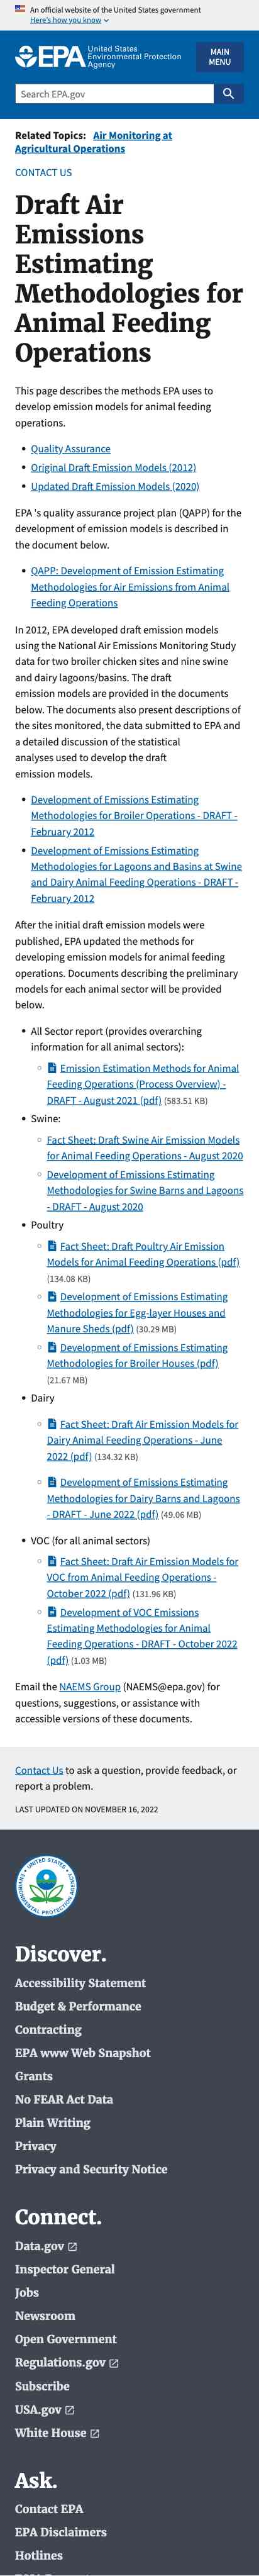 An official website of the United States government
Here's how you know
EPA United States
Environmental Protection
Agency
MAIN
MENU
Search EPA.gov
Related Topics: Air Monitoring at
Agricultural Operations
CONTACT US
Draft Air
Emissions
Estimating
Methodologies for
Animal Feeding
Operations
This page describes the methods EPA uses to
develop emission models for animal feeding
operations.
Quality Assurance
Original Draft Emission Models (2012)
Updated Draft Emission Models (2020)
EPA 's quality assurance project plan (QAPP) for the
development of emission models is described in
the document below.
QAPP: Development of Emission Estimating
Methodologies for Air Emissions from Animal
Feeding Operations
In 2012, EPA developed draft emission models
using the National Air Emissions Monitoring Study
data for two broiler chicken sites and nine swine
and dairy lagoons/basins. The draft
emission models are provided in the documents
below. The documents also present descriptions of
the sites monitored, the data submitted to EPA and
a detailed discussion of the statistical
analyses used to develop the draft
emission models.
Development of Emissions Estimating
Methodologies for Broiler Operations - DRAFT -
February 2012
Development of Emissions Estimating
Methodologies for Lagoons and Basins at Swine
and Dairy Animal Feeding Operations - DRAFT -
February 2012
After the initial draft emission models were
published, EPA updated the methods for
developing emission models for animal feeding
operations. Documents describing the preliminary
models for each animal sector will be provided
below.
All Sector report (provides overarching
information for all animal sectors):
Emission Estimation Methods for Animal
Feeding Operations (Process Overview) -
DRAFT - August 2021 (pdf) (583.51 KB)
Swine:
Fact Sheet: Draft Swine Air Emission Models
for Animal Feeding Operations - August 2020
Development of Emissions Estimating
Methodologies for Swine Barns and Lagoons
- DRAFT - August 2020
Poultry
Fact Sheet: Draft Poultry Air Emission
Models for Animal Feeding Operations (pdf)
(134.08 KB)
Development of Emissions Estimating
Methodologies for Egg-layer Houses and
Manure Sheds (pdf) (30.29 MB)
Development of Emissions Estimating
Methodologies for Broiler Houses (pdf)
(21.67 MB)
Dairy
Fact Sheet: Draft Air Emission Models for
Dairy Animal Feeding Operations - June
2022 (pdf) (134.32 KB)
Development of Emissions Estimating
Methodologies for Dairy Barns and Lagoons
- DRAFT - June 2022 (pdf) (49.06 MB)
VOC (for all animal sectors)
Fact Sheet: Draft Air Emission Models for
VOC from Animal Feeding Operations -
October 2022 (pdf) (131.96 KB)
Development of VOC Emissions
Estimating Methodologies for Animal
Feeding Operations - DRAFT - October 2022
(pdf) (1.03 MB)
Email the NAEMS Group (NAEMS@epa.gov) for
questions, suggestions, or assistance with
accessible versions of these documents.
Contact Us to ask a question, provide feedback, or
report a problem.
LAST UPDATED ON NOVEMBER 16, 2022
UNITED STATES
ENVIRONMENTAL PROTECTION AGENCY
Discover.
Accessibility Statement
Budget & Performance
Contracting
EPA www Web Snapshot
Grants
No FEAR Act Data
Plain Writing
Privacy
Privacy and Security Notice
Connect.
Data.gov
Inspector General
Jobs
Newsroom
Open Government
Regulations.gov
Subscribe
USA.gov
White House
Ask.
Contact EPA
EPA Disclaimers
Hotlines